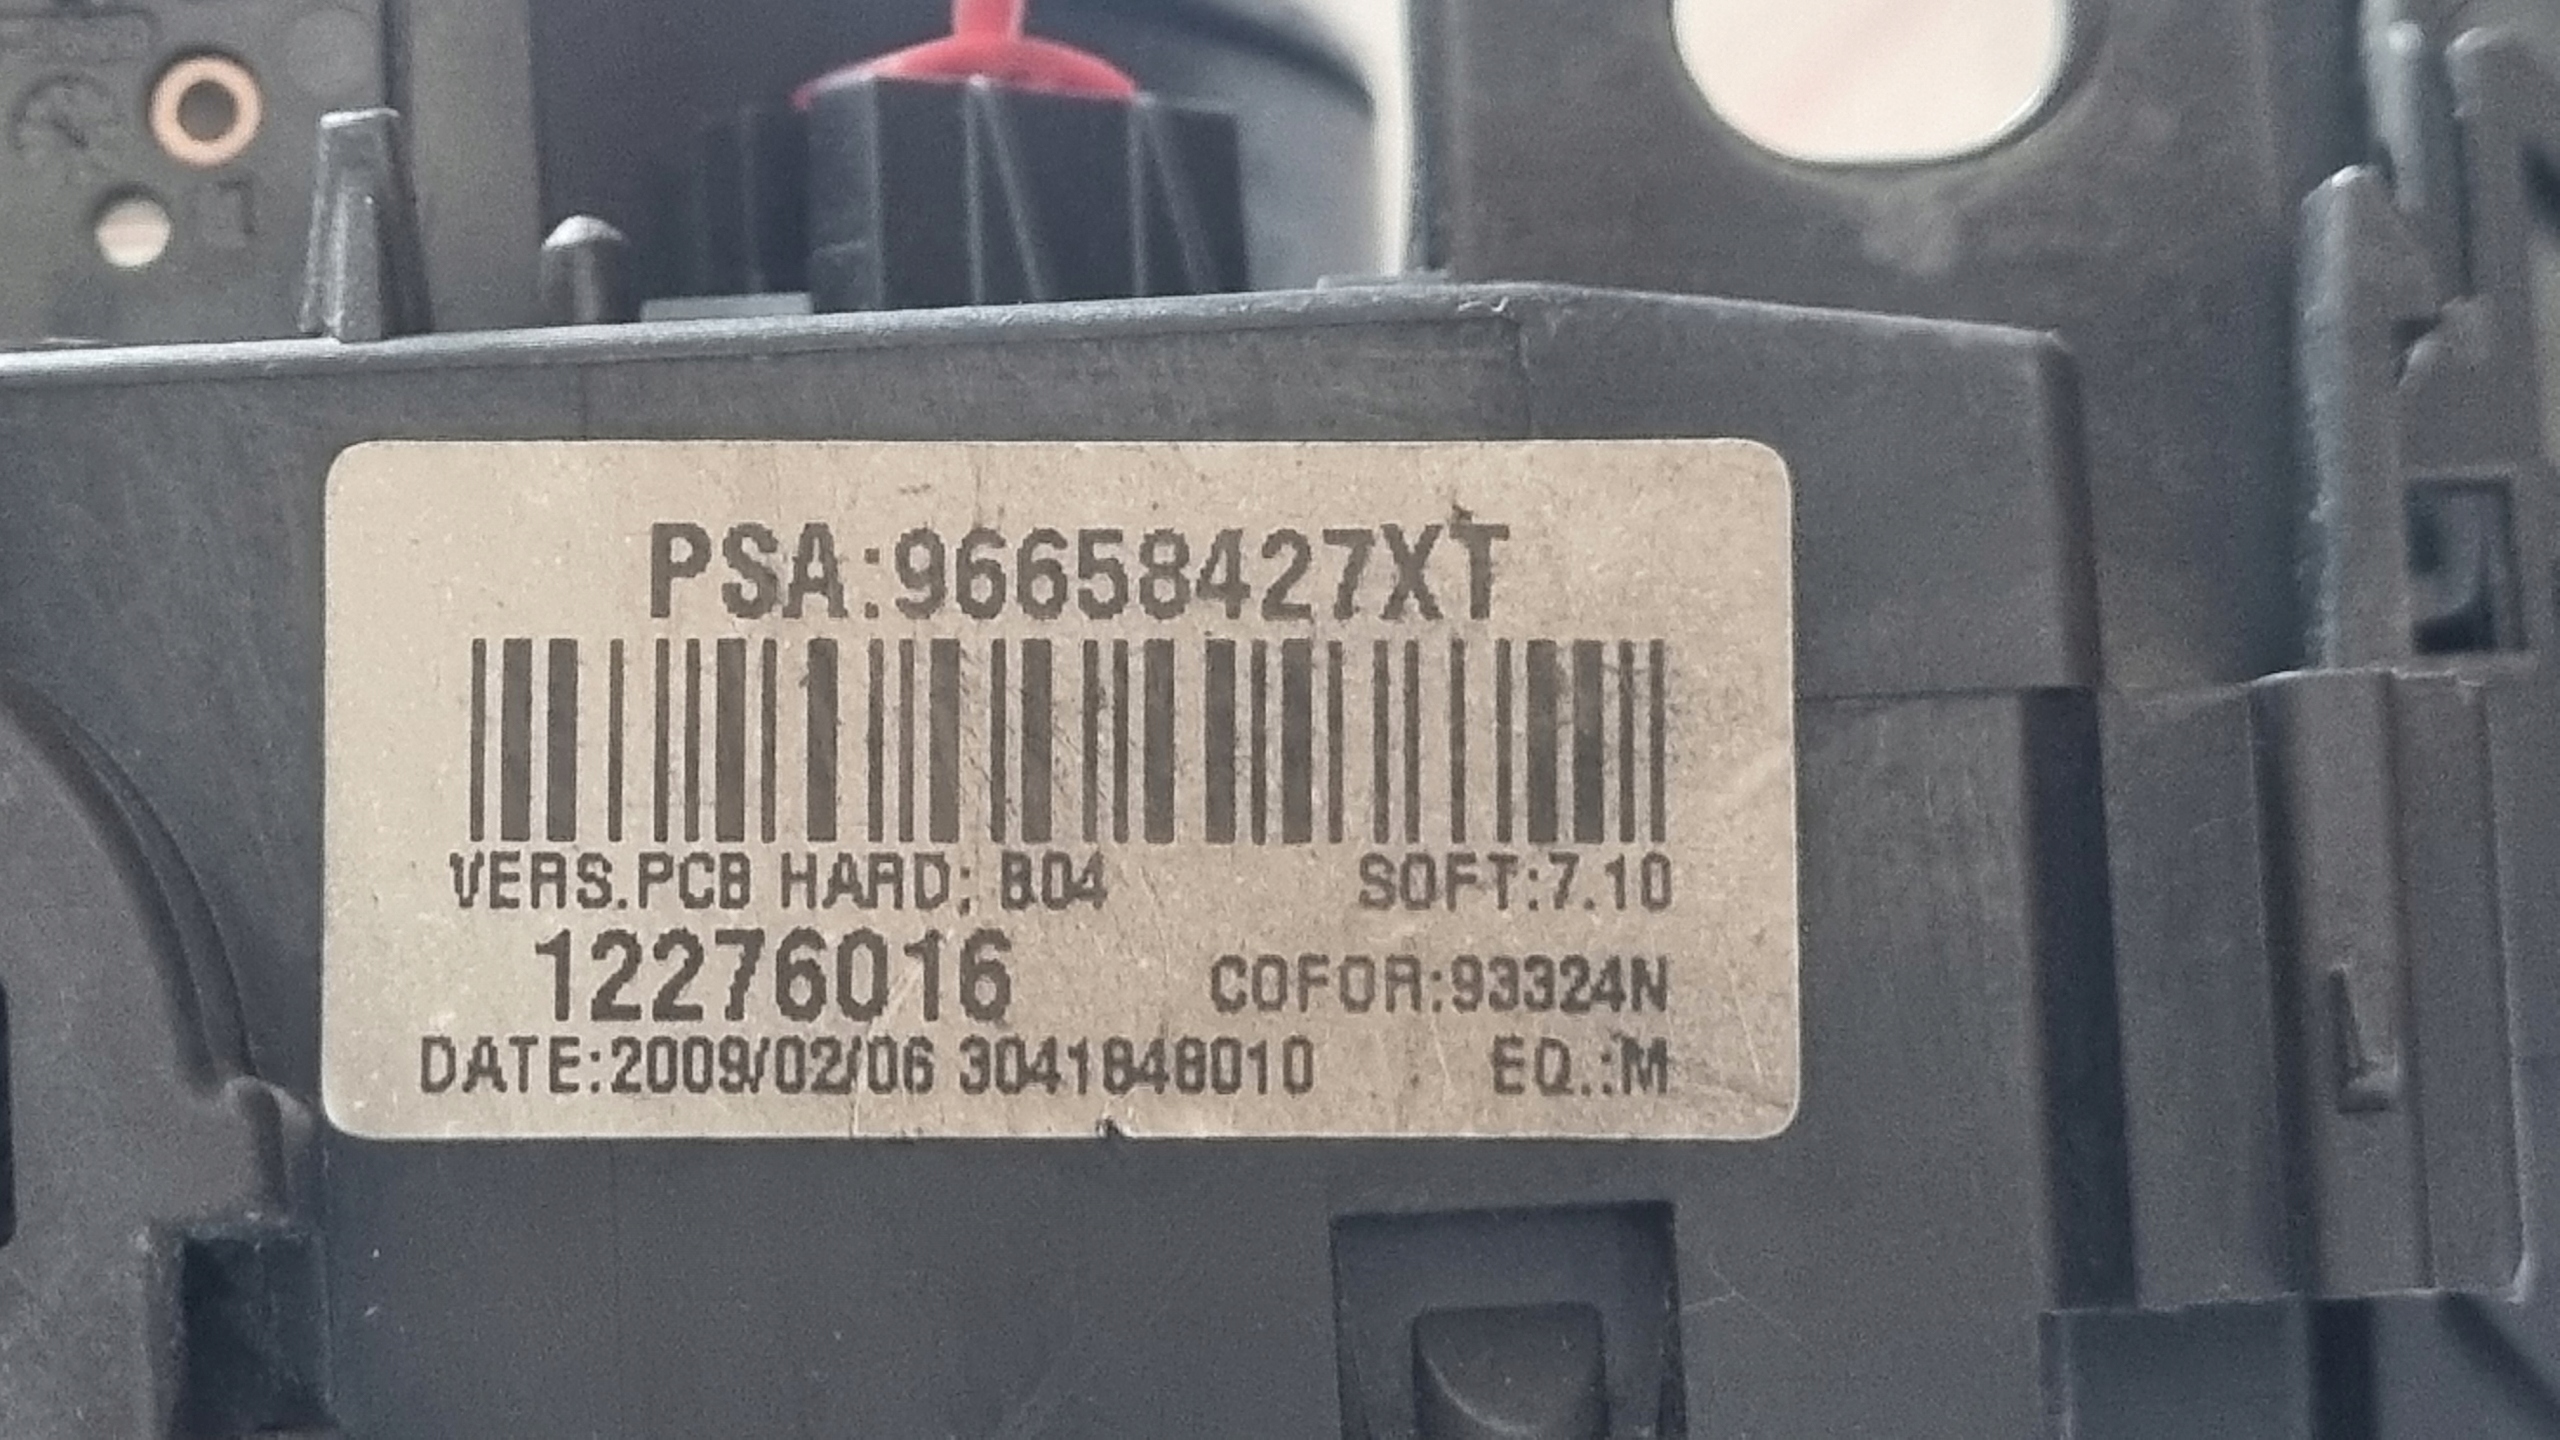 PSA:96658427XT
VERS.PCB HARD; B04 SOFT:7.10
12276016 COFOR:93324N
DATE:2009/02/06 3041848010 EQ.:M